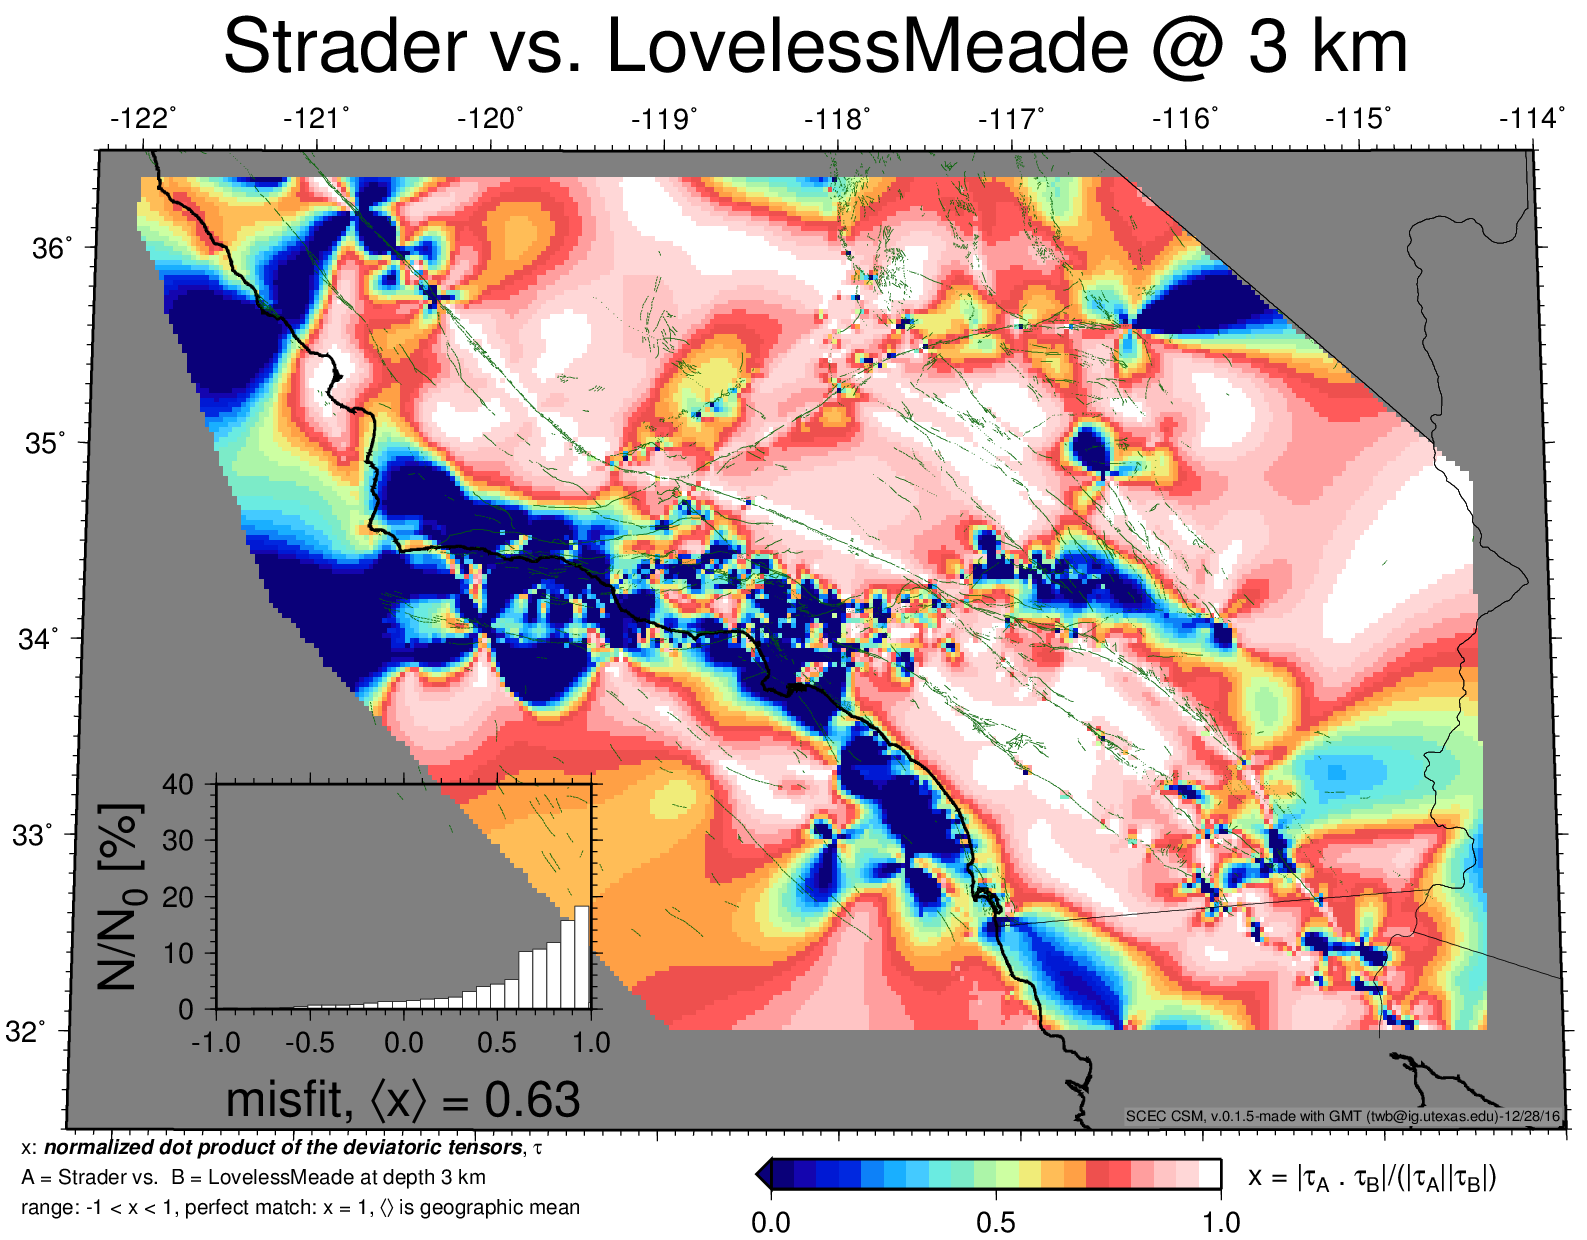 Strader vs. LovelessMeade @ 3 km
-122° -121° -120° -119° -118° -117° -116° -115° -114°
36°
35°
34°
33°
32°
N/N0 [%]
40
30
20
10
0
-1.0 -0.5 0.0 0.5 1.0
misfit, ⟨x⟩ = 0.63
SCEC CSM, v.0.1.5-made with GMT (twb@ig.utexas.edu)-12/28/16
x: normalized dot product of the deviatoric tensors, τ
A = Strader vs. B = LovelessMeade at depth 3 km
range: -1 < x < 1, perfect match: x = 1, ⟨⟩ is geographic mean
x = |τA . τB|/(|τA||τB|)
0.0 0.5 1.0